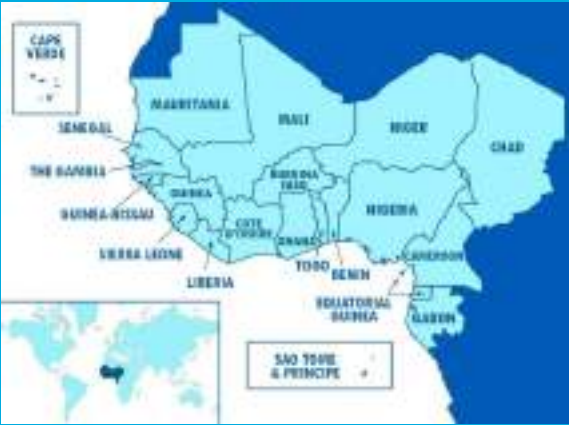 CAPE
VERDE
MAURITANIA
MALI
NIGER
CHAD
SENEGAL
THE GAMBIA
GUINEA-BISSAU
GUINEA
BURKINA
FASO
NIGERIA
COTE
D'IVOIRE
GHANA
SIERRA LEONE
LIBERIA
TOGO
BENIN
CAMEROON
EQUATORIAL
GUINEA
GABON
SAO TOME
& PRINCIPE